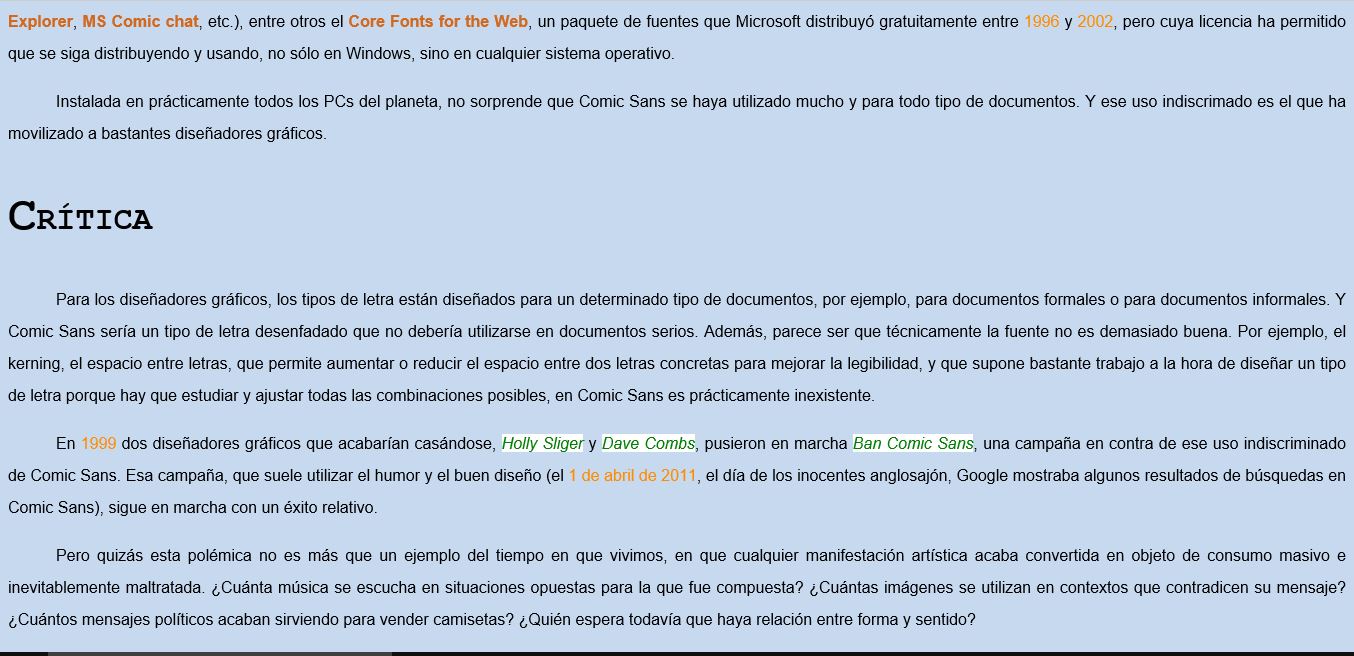 Explorer, MS Comic chat, etc.), entre otros el Core Fonts for the Web, un paquete de fuentes que Microsoft distribuyó gratuitamente entre 1996 y 2002, pero cuya licencia ha permitido
que se siga distribuyendo y usando, no sólo en Windows, sino en cualquier sistema operativo.
Instalada en prácticamente todos los PCs del planeta, no sorprende que Comic Sans se haya utilizado mucho y para todo tipo de documentos. Y ese uso indiscrimado es el que ha
movilizado a bastantes diseñadores gráficos.
Crítica
Para los diseñadores gráficos, los tipos de letra están diseñados para un determinado tipo de documentos, por ejemplo, para documentos formales o para documentos informales. Y
Comic Sans sería un tipo de letra desenfadado que no debería utilizarse en documentos serios. Además, parece ser que técnicamente la fuente no es demasiado buena. Por ejemplo, el
kerning, el espacio entre letras, que permite aumentar o reducir el espacio entre dos letras concretas para mejorar la legibilidad, y que supone bastante trabajo a la hora de diseñar un tipo
de letra porque hay que estudiar y ajustar todas las combinaciones posibles, en Comic Sans es prácticamente inexistente.
En 1999 dos diseñadores gráficos que acabarían casándose, Holly Sliger y Dave Combs, pusieron en marcha Ban Comic Sans, una campaña en contra de ese uso indiscriminado
de Comic Sans. Esa campaña, que suele utilizar el humor y el buen diseño (el 1 de abril de 2011, el día de los inocentes anglosajón, Google mostraba algunos resultados de búsquedas en
Comic Sans), sigue en marcha con un éxito relativo.
Pero quizás esta polémica no es más que un ejemplo del tiempo en que vivimos, en que cualquier manifestación artística acaba convertida en objeto de consumo masivo e
inevitablemente maltratada. ¿Cuánta música se escucha en situaciones opuestas para la que fue compuesta? ¿Cuántas imágenes se utilizan en contextos que contradicen su mensaje?
¿Cuántos mensajes políticos acaban sirviendo para vender camisetas? ¿Quién espera todavía que haya relación entre forma y sentido?